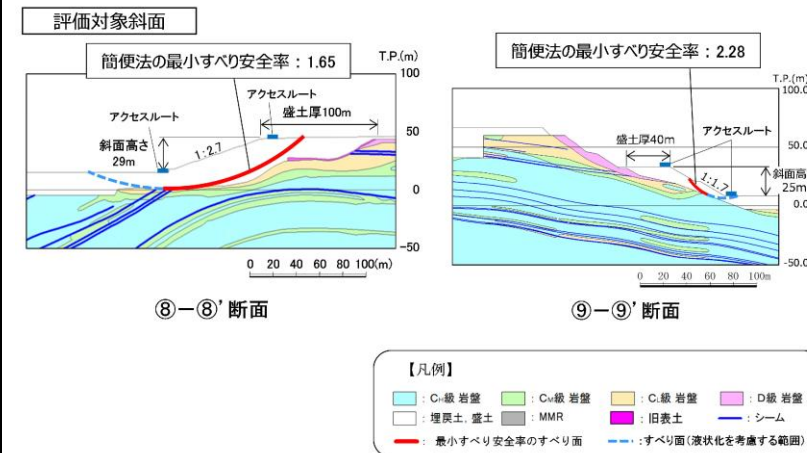 評価対象斜面
簡便法の最小すべり安全率：1.65
T.P.(m)
100
アクセスルート
盛土厚100m
アクセスルート
斜面高さ
29m
1:2.7
50
0
-50
0 20 40 60 80 100(m)
⑧－⑧’断面
簡便法の最小すべり安全率：2.28
T.P.(m)
100.0
盛土厚40m
アクセスルート
50.0
1:1.7
斜面高
25m
0.0
-50.0
0 20 40 60 80 100m
⑨－⑨’断面
【凡例】
：CH級 岩盤 ：CM級 岩盤 ：CL級 岩盤 ：D級 岩盤
：埋戻土，盛土 ：MMR ：旧表土 ：シーム
：最小すべり安全率のすべり面 ：すべり面（液状化を考慮する範囲）